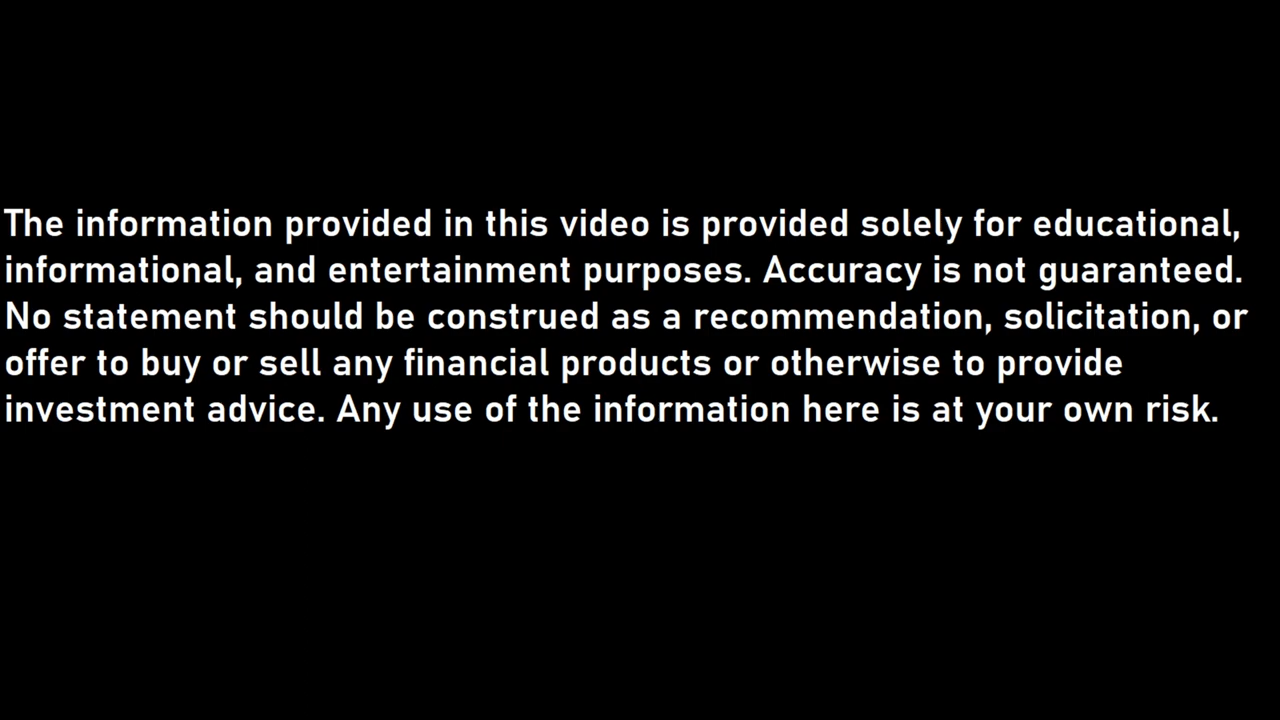 The information provided in this video is provided solely for educational,
informational, and entertainment purposes. Accuracy is not guaranteed.
No statement should be construed as a recommendation, solicitation, or
offer to buy or sell any financial products or otherwise to provide
investment advice. Any use of the information here is at your own risk.